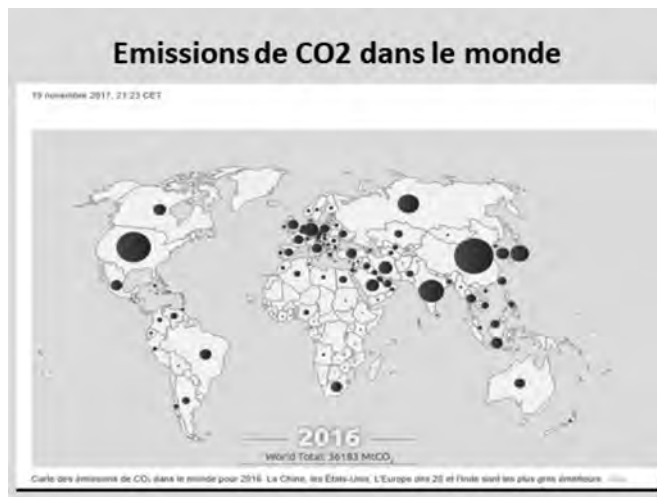 Emissions de CO2 dans le monde
19 novembre 2017, 21:23 CET
2016
World Total: 36183 MtCO₂
Carte des émissions de CO₂ dans le monde pour 2016. La Chine, les États-Unis, L'Europe des 28 et l'Inde sont les plus gros émetteurs.